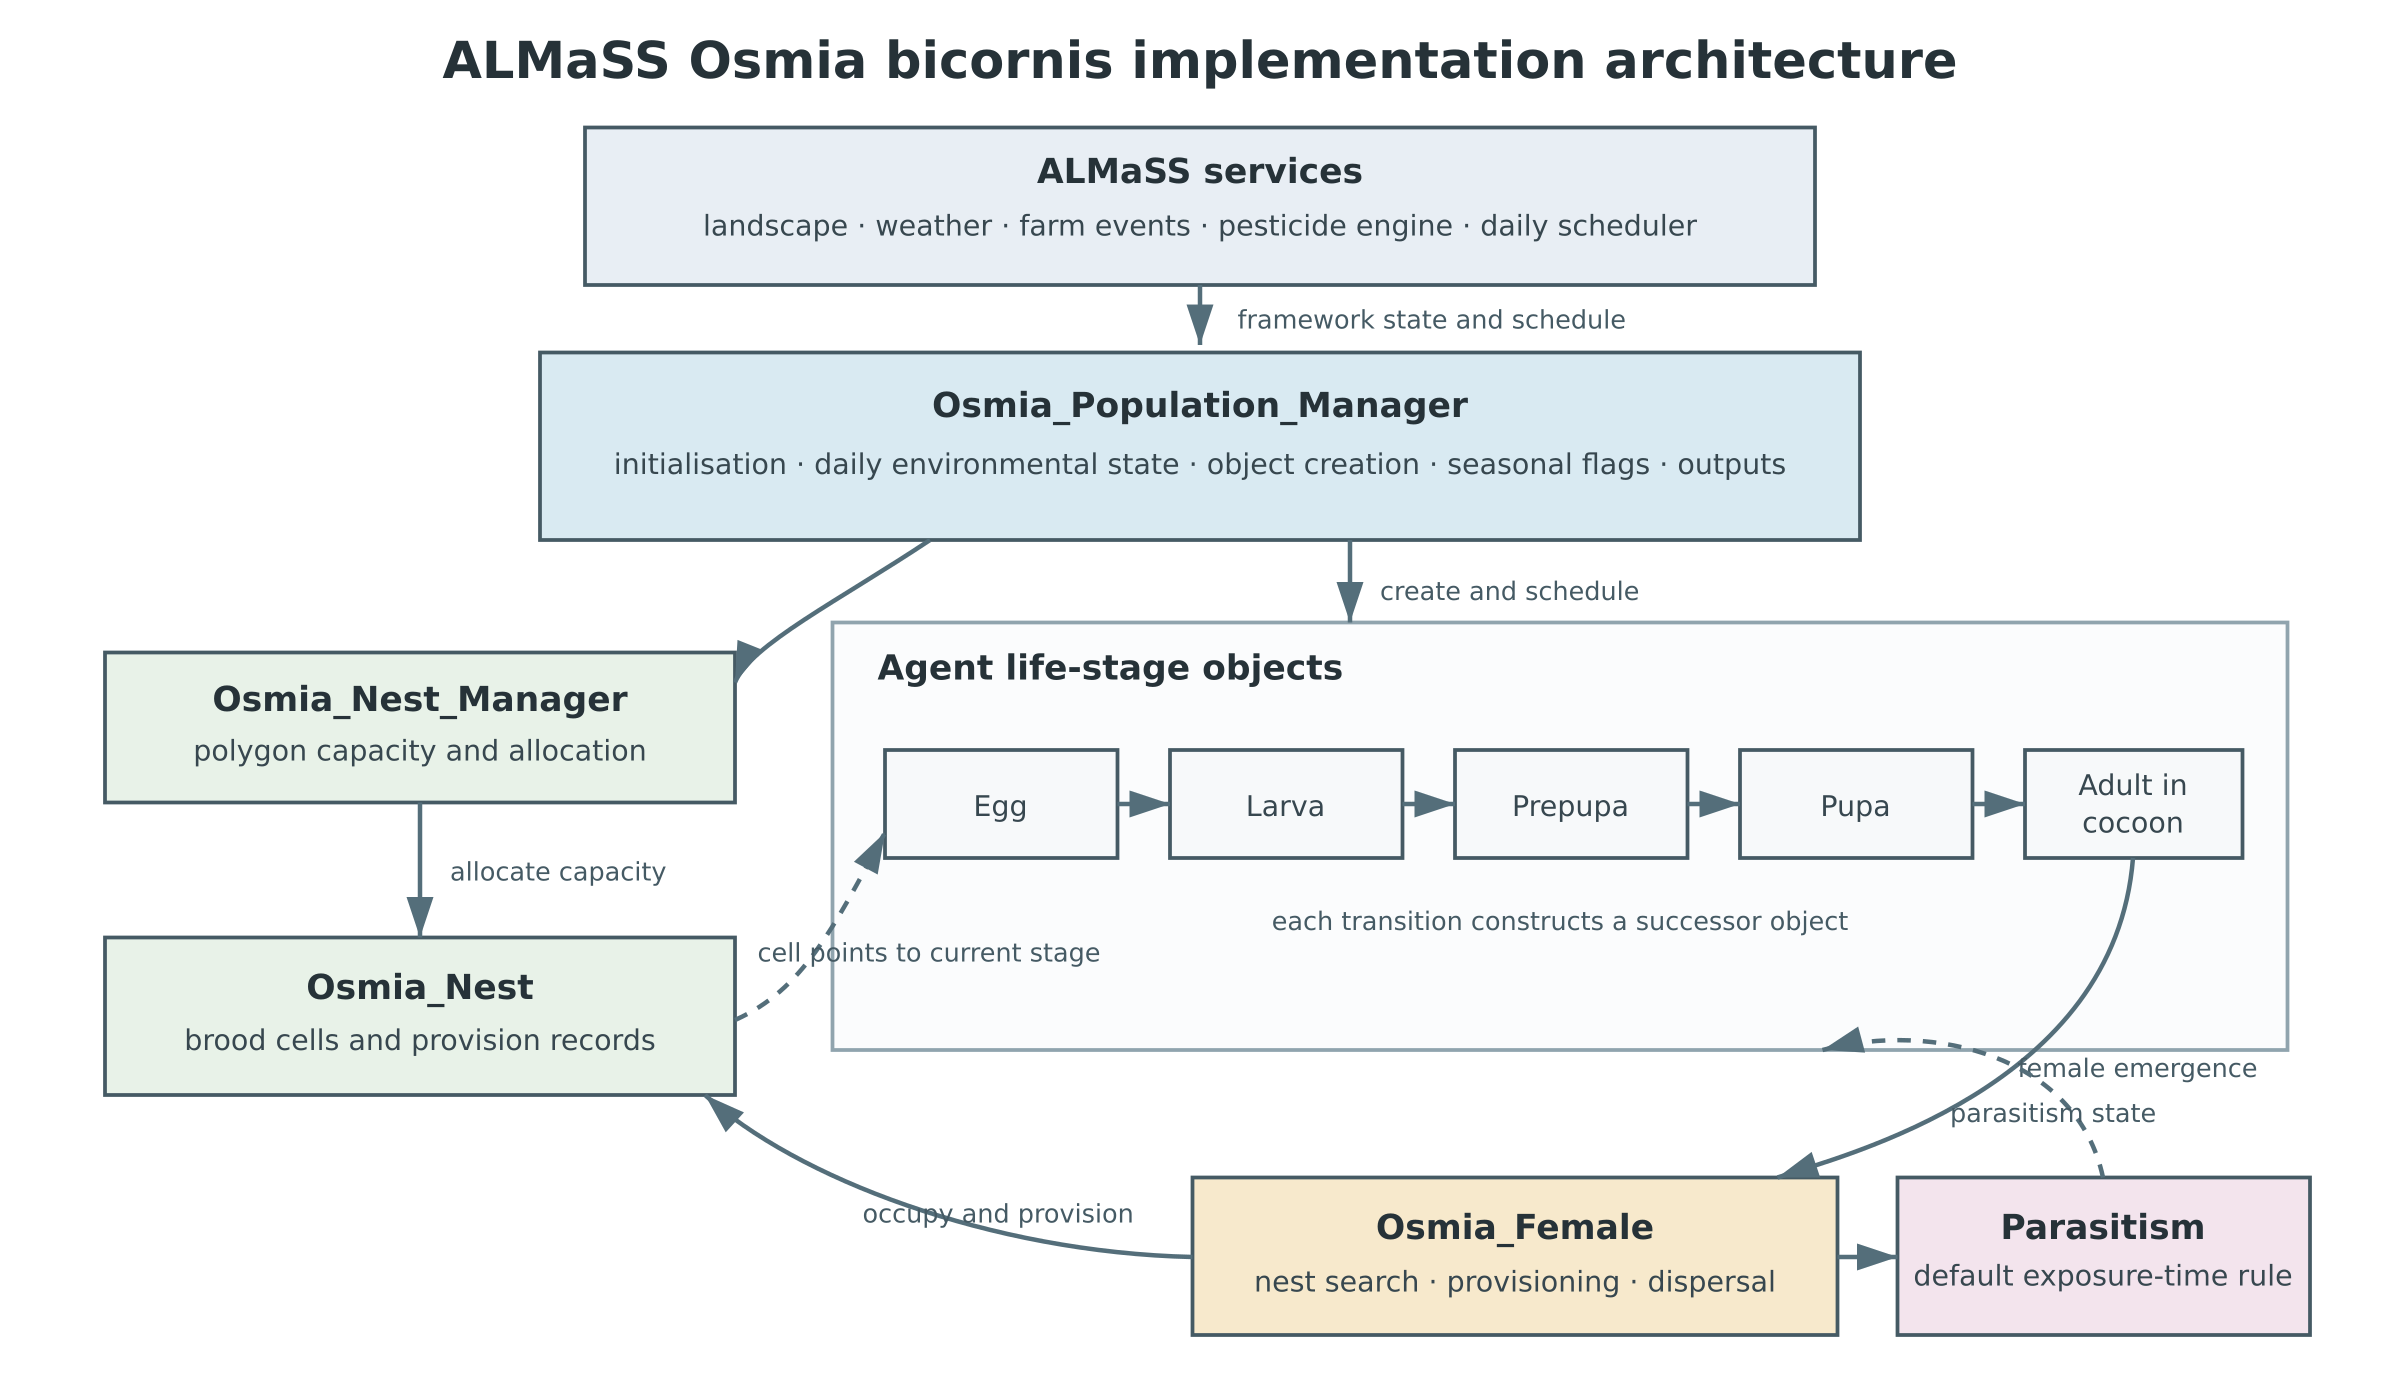 ALMaSS Osmia bicornis implementation architecture
ALMaSS services
landscape · weather · farm events · pesticide engine · daily scheduler
framework state and schedule
Osmia_Population_Manager
initialisation · daily environmental state · object creation · seasonal flags · outputs
create and schedule
Osmia_Nest_Manager
polygon capacity and allocation
Agent life-stage objects
Egg
Larva
Prepupa
Pupa
Adult in
cocoon
allocate capacity
each transition constructs a successor object
cell points to current stage
Osmia_Nest
brood cells and provision records
female emergence
parasitism state
occupy and provision
Osmia_Female
nest search · provisioning · dispersal
Parasitism
default exposure-time rule